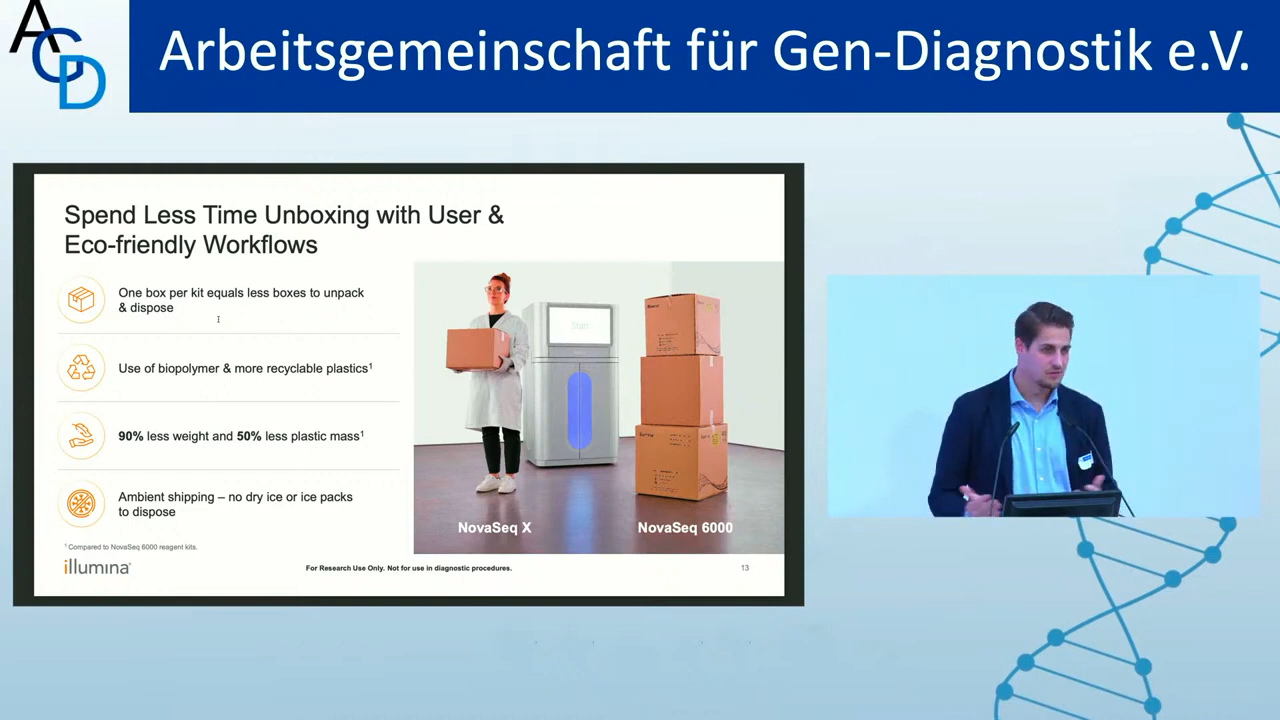 AGD
Arbeitsgemeinschaft für Gen-Diagnostik e.V.
Spend Less Time Unboxing with User &
Eco-friendly Workflows
One box per kit equals less boxes to unpack
& dispose
Use of biopolymer & more recyclable plastics¹
90% less weight and 50% less plastic mass¹
Ambient shipping – no dry ice or ice packs
to dispose
Start
NovaSeq X
NovaSeq 6000
¹ Compared to NovaSeq 6000 reagent kits.
illumina®
For Research Use Only. Not for use in diagnostic procedures.
13